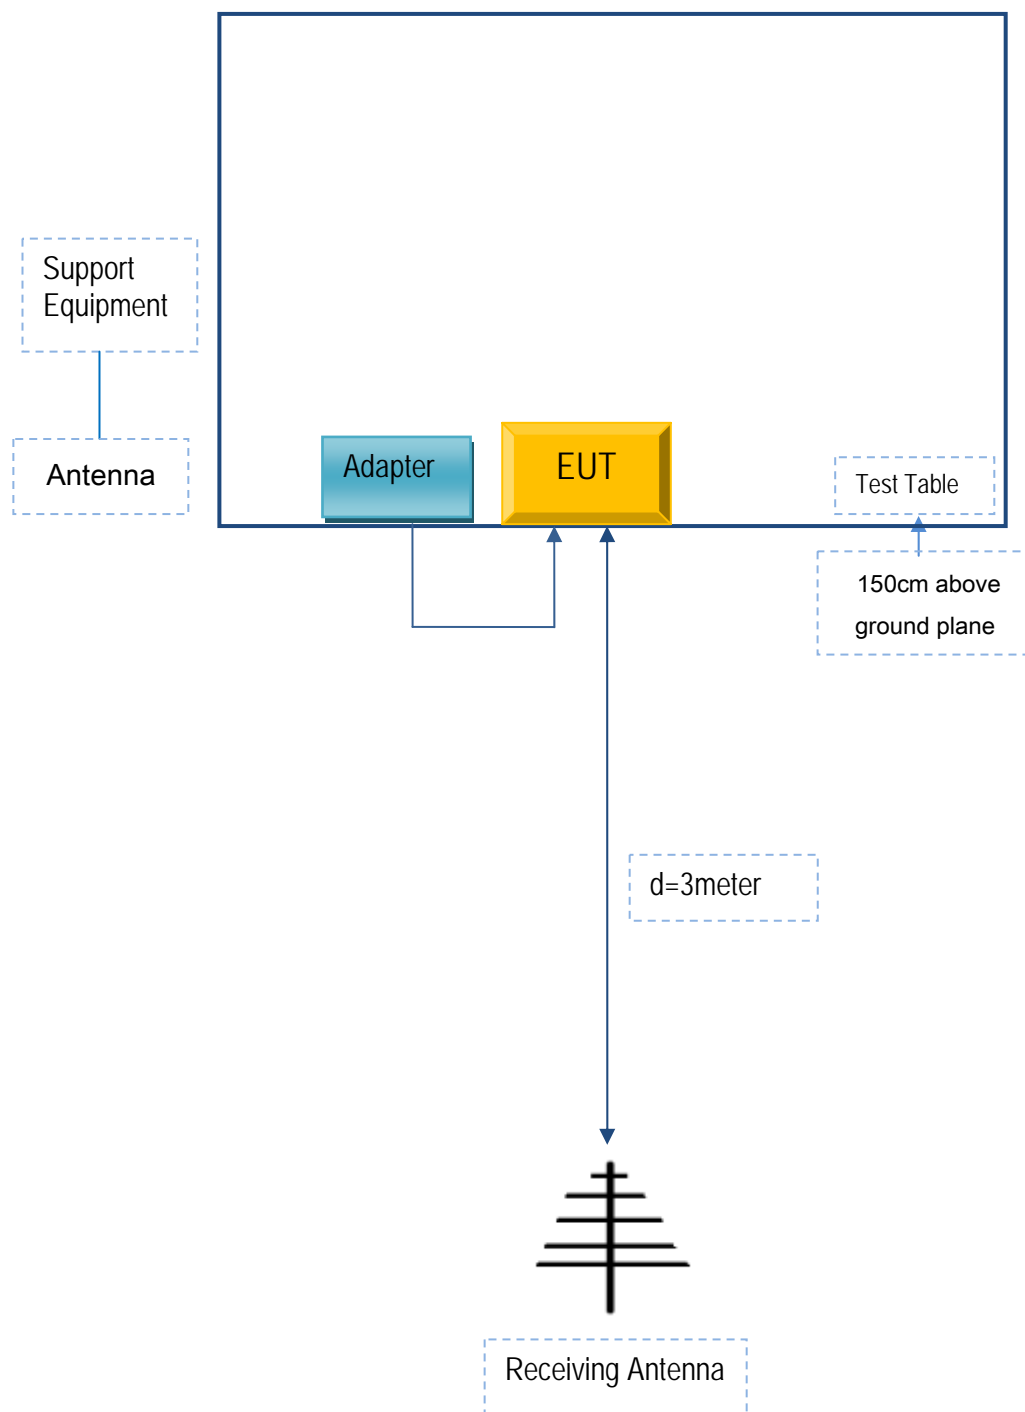 Support
Equipment
Antenna
Adapter
EUT
Test Table
150cm above
ground plane
d=3meter
Receiving Antenna